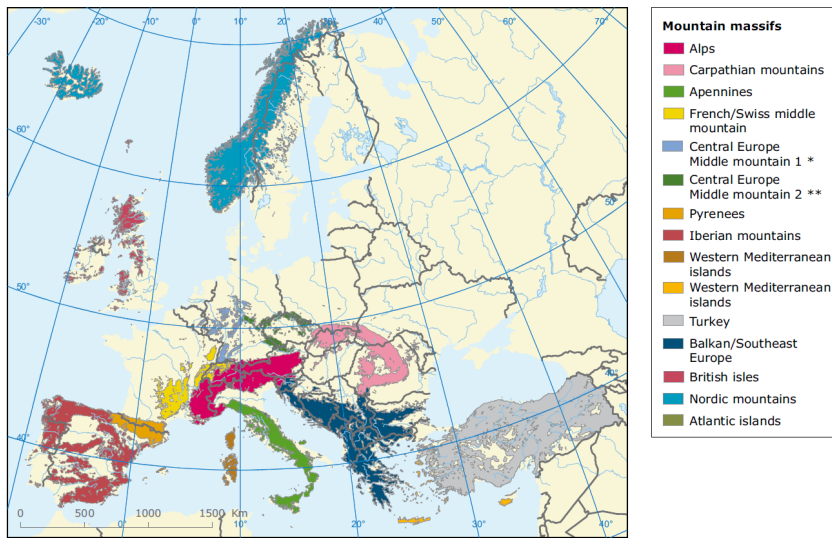 -30°
-20°
-10°
0°
10°
20°
30°
40°
50°
60°
70°
60°
50°
50°
40°
40°
0
500
1000
1500 Km
0°
10°
20°
30°
40°
Mountain massifs
Alps
Carpathian mountains
Apennines
French/Swiss middle
mountain
Central Europe
Middle mountain 1 *
Central Europe
Middle mountain 2 **
Pyrenees
Iberian mountains
Western Mediterranean
islands
Western Mediterranean
islands
Turkey
Balkan/Southeast
Europe
British isles
Nordic mountains
Atlantic islands